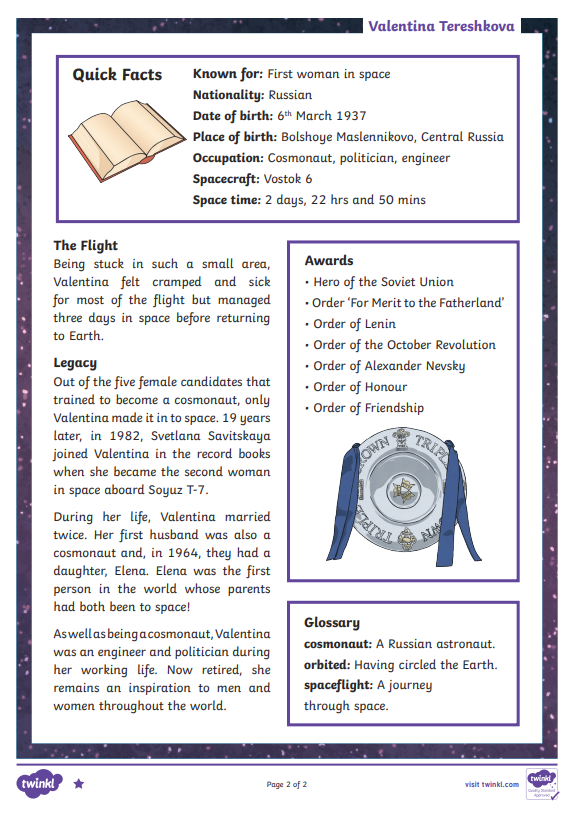 Valentina Tereshkova
Quick Facts
Known for: First woman in space
Nationality: Russian
Date of birth: 6th March 1937
Place of birth: Bolshoye Maslennikovo, Central Russia
Occupation: Cosmonaut, politician, engineer
Spacecraft: Vostok 6
Space time: 2 days, 22 hrs and 50 mins
The Flight
Being stuck in such a small area,
Valentina felt cramped and sick
for most of the flight but managed
three days in space before returning
to Earth.
Legacy
Out of the five female candidates that
trained to become a cosmonaut, only
Valentina made it in to space. 19 years
later, in 1982, Svetlana Savitskaya
joined Valentina in the record books
when she became the second woman
in space aboard Soyuz T-7.
During her life, Valentina married
twice. Her first husband was also a
cosmonaut and, in 1964, they had a
daughter, Elena. Elena was the first
person in the world whose parents
had both been to space!
As well as being a cosmonaut, Valentina
was an engineer and politician during
her working life. Now retired, she
remains an inspiration to men and
women throughout the world.
Awards
• Hero of the Soviet Union
• Order ‘For Merit to the Fatherland’
• Order of Lenin
• Order of the October Revolution
• Order of Alexander Nevsky
• Order of Honour
• Order of Friendship
CROWN TRIPLE
TRIPLE CROWN
Glossary
cosmonaut: A Russian astronaut.
orbited: Having circled the Earth.
spaceflight: A journey
through space.
twinkl
Page 2 of 2
visit twinkl.com
twinkl
Quality Standard
Approved